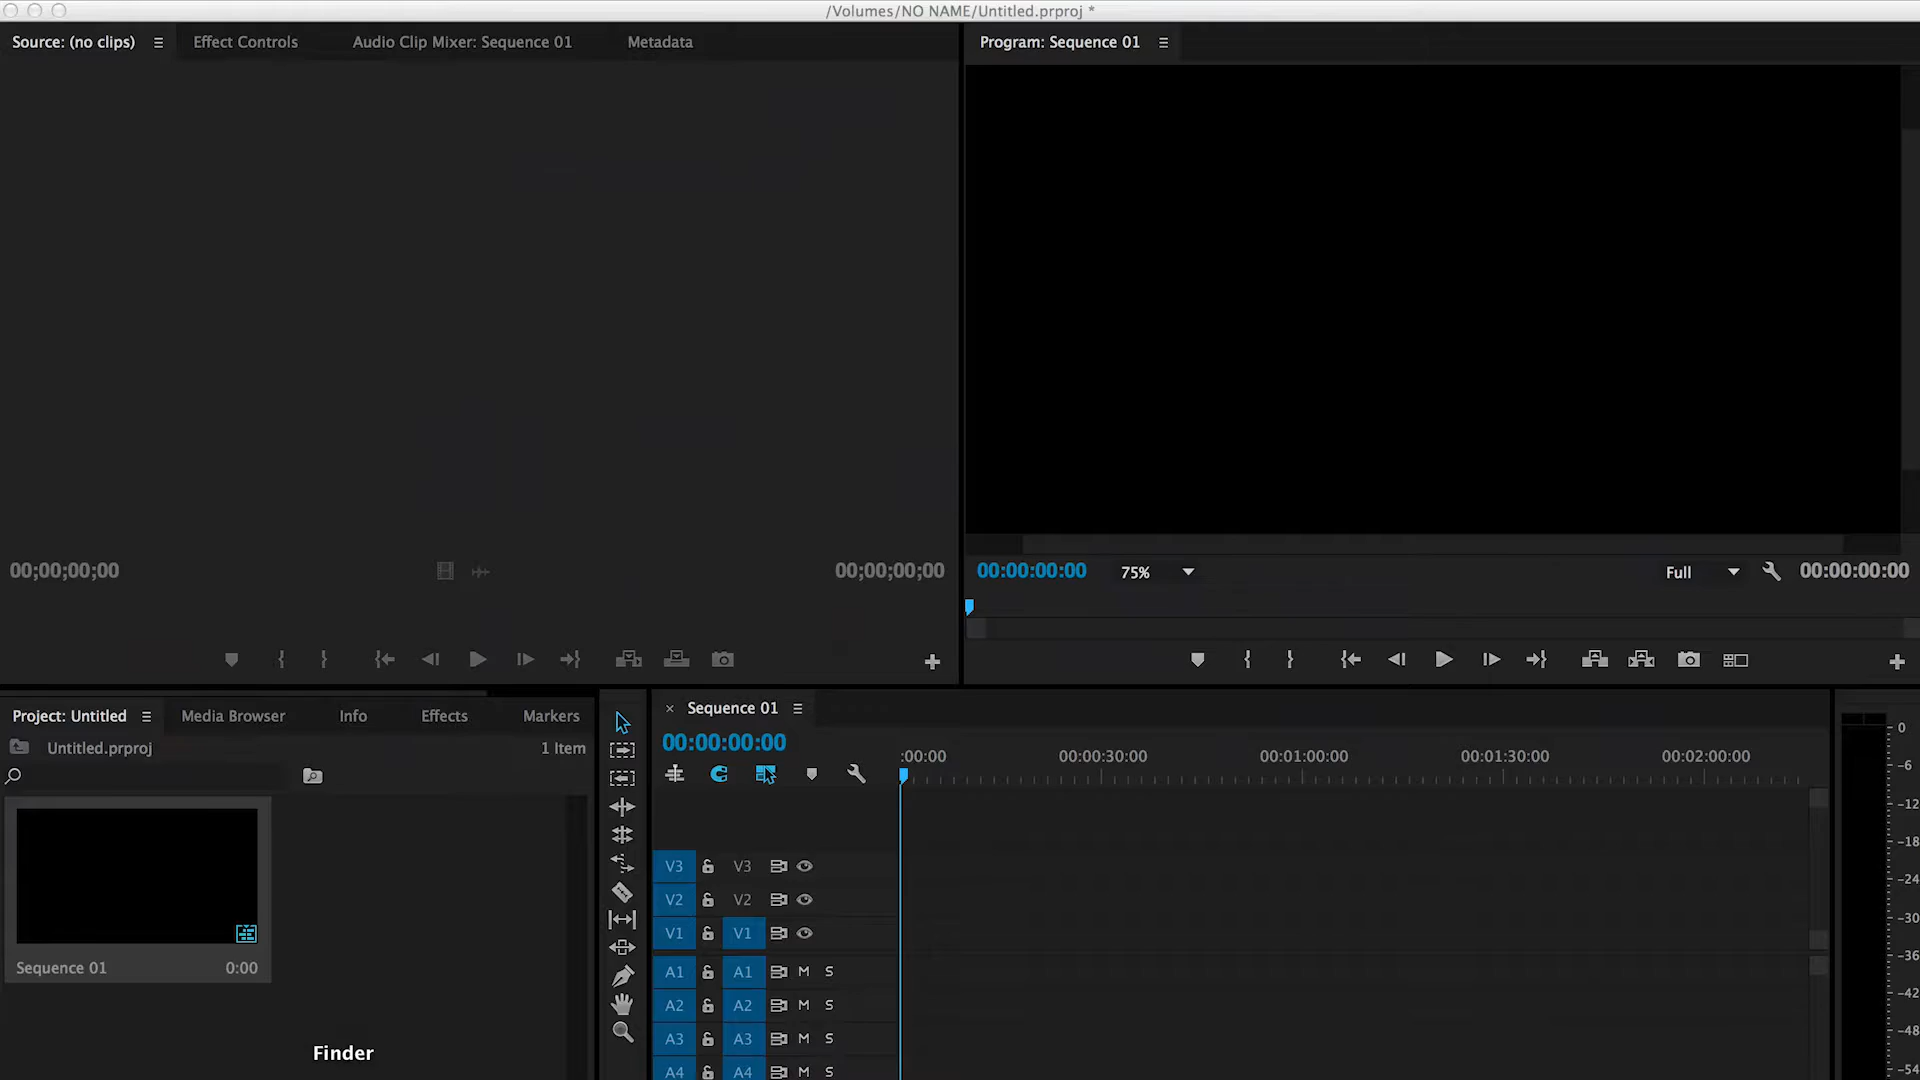 /Volumes/NO NAME/Untitled.prproj *
Source: (no clips)
Effect Controls
Audio Clip Mixer: Sequence 01
Metadata
Program: Sequence 01
00;00;00;00
00;00;00;00
00:00:00:00
75%
Full
00:00:00:00
Project: Untitled
Media Browser
Info
Effects
Markers
Untitled.prproj
1 Item
Sequence 01
0:00
Finder
× Sequence 01
00:00:00:00
:00:00
00:00:30:00
00:01:00:00
00:01:30:00
00:02:00:00
V3 V3
V2 V2
V1 V1
A1 A1 M S
A2 A2 M S
A3 A3 M S
A4 A4 M S
0
-6
-12
-18
-24
-30
-36
-42
-48
-54